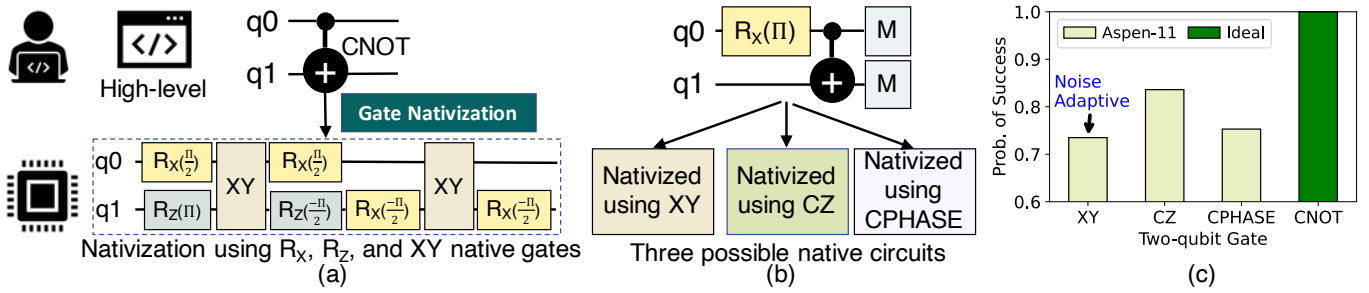 q0
CNOT
q1
</>
High-level
Gate Nativization
q0
R_X(Π/2)
XY
R_X(Π/2)
XY
q1
R_Z(Π)
R_Z(-Π/2)
R_X(-Π/2)
R_X(-Π/2)
Nativization using R_X, R_Z, and XY native gates
(a)
q0
R_X(Π)
M
q1
M
Nativized
using XY
Nativized
using CZ
Nativized
using
CPHASE
Three possible native circuits
(b)
Prob. of Success
1.0
0.9
0.8
0.7
0.6
Aspen-11
Ideal
Noise
Adaptive
XY
CZ
CPHASE
CNOT
Two-qubit Gate
(c)